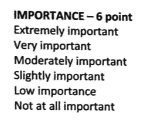 IMPORTANCE – 6 point
Extremely important
Very important
Moderately important
Slightly important
Low importance
Not at all important